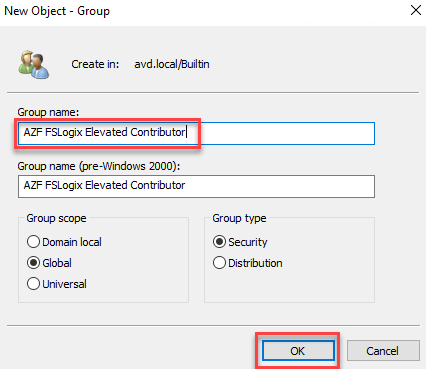 New Object - Group
Create in: avd.local/Builtin
Group name:
AZF FSLogix Elevated Contributor
Group name (pre-Windows 2000):
AZF FSLogix Elevated Contributor
Group scope
Domain local
Global
Universal
Group type
Security
Distribution
OK
Cancel